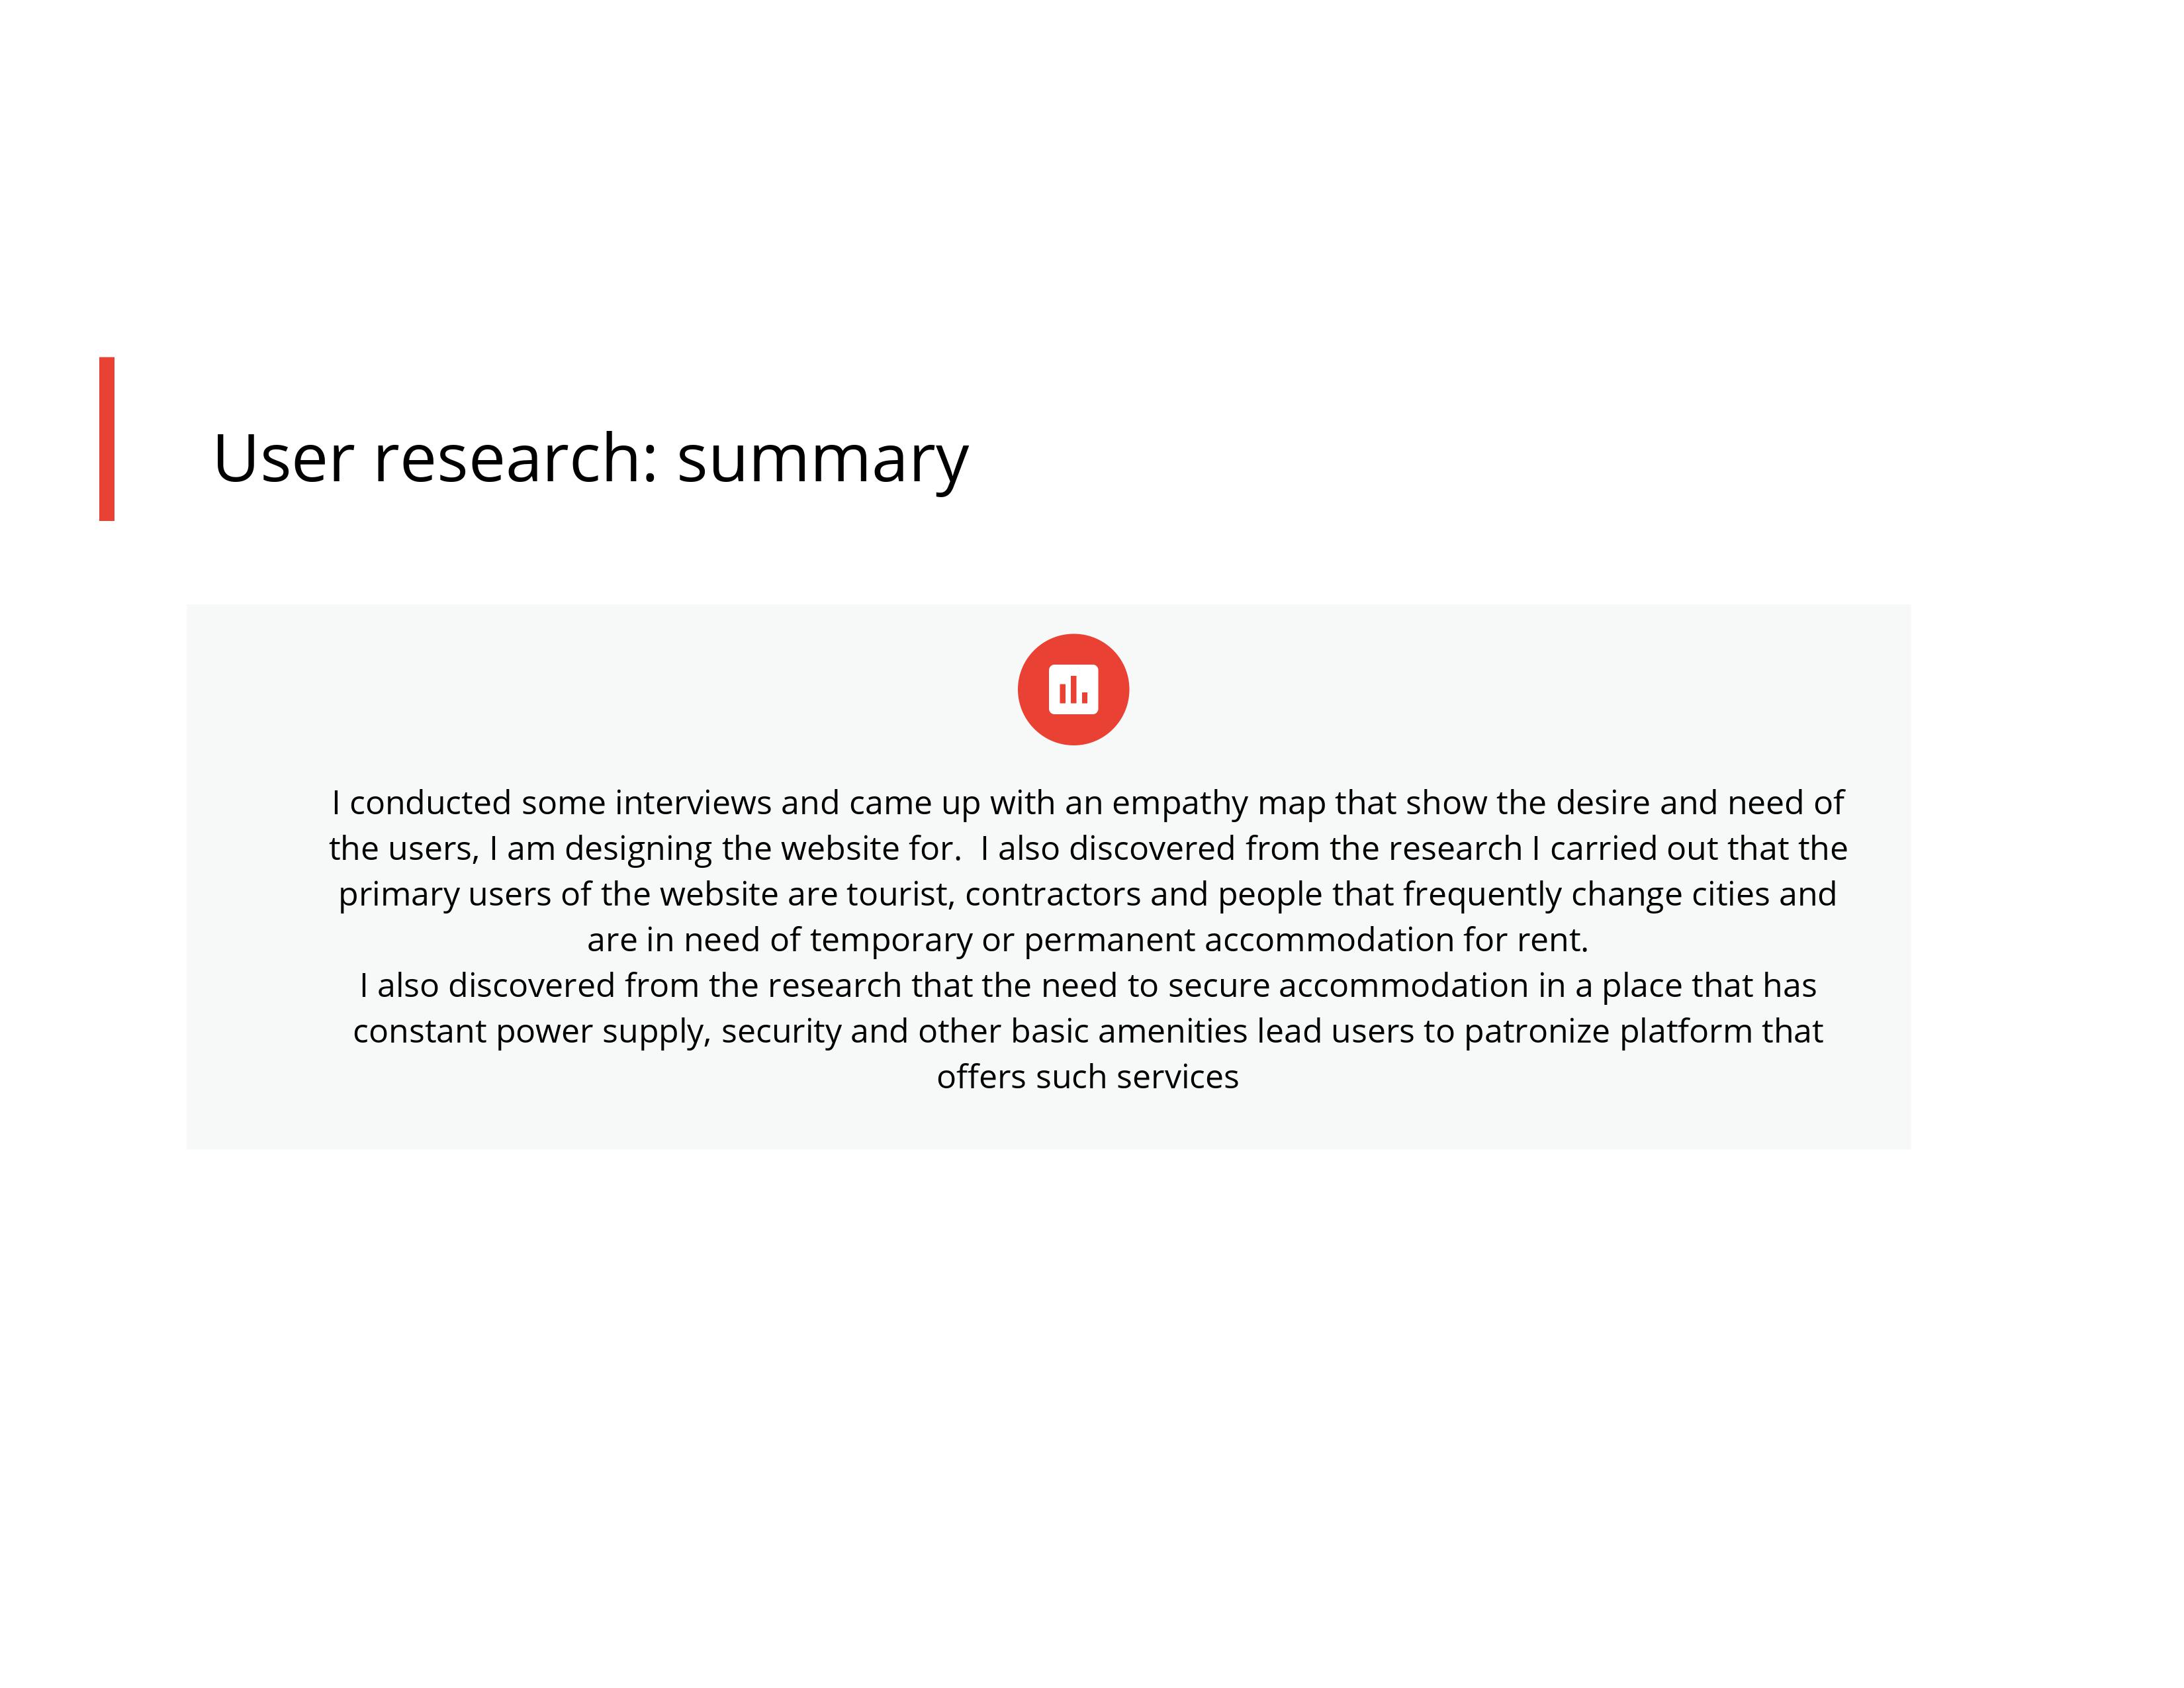 User research: summary
I conducted some interviews and came up with an empathy map that show the desire and need of
the users, I am designing the website for.  I also discovered from the research I carried out that the
primary users of the website are tourist, contractors and people that frequently change cities and
are in need of temporary or permanent accommodation for rent.
I also discovered from the research that the need to secure accommodation in a place that has
constant power supply, security and other basic amenities lead users to patronize platform that
offers such services